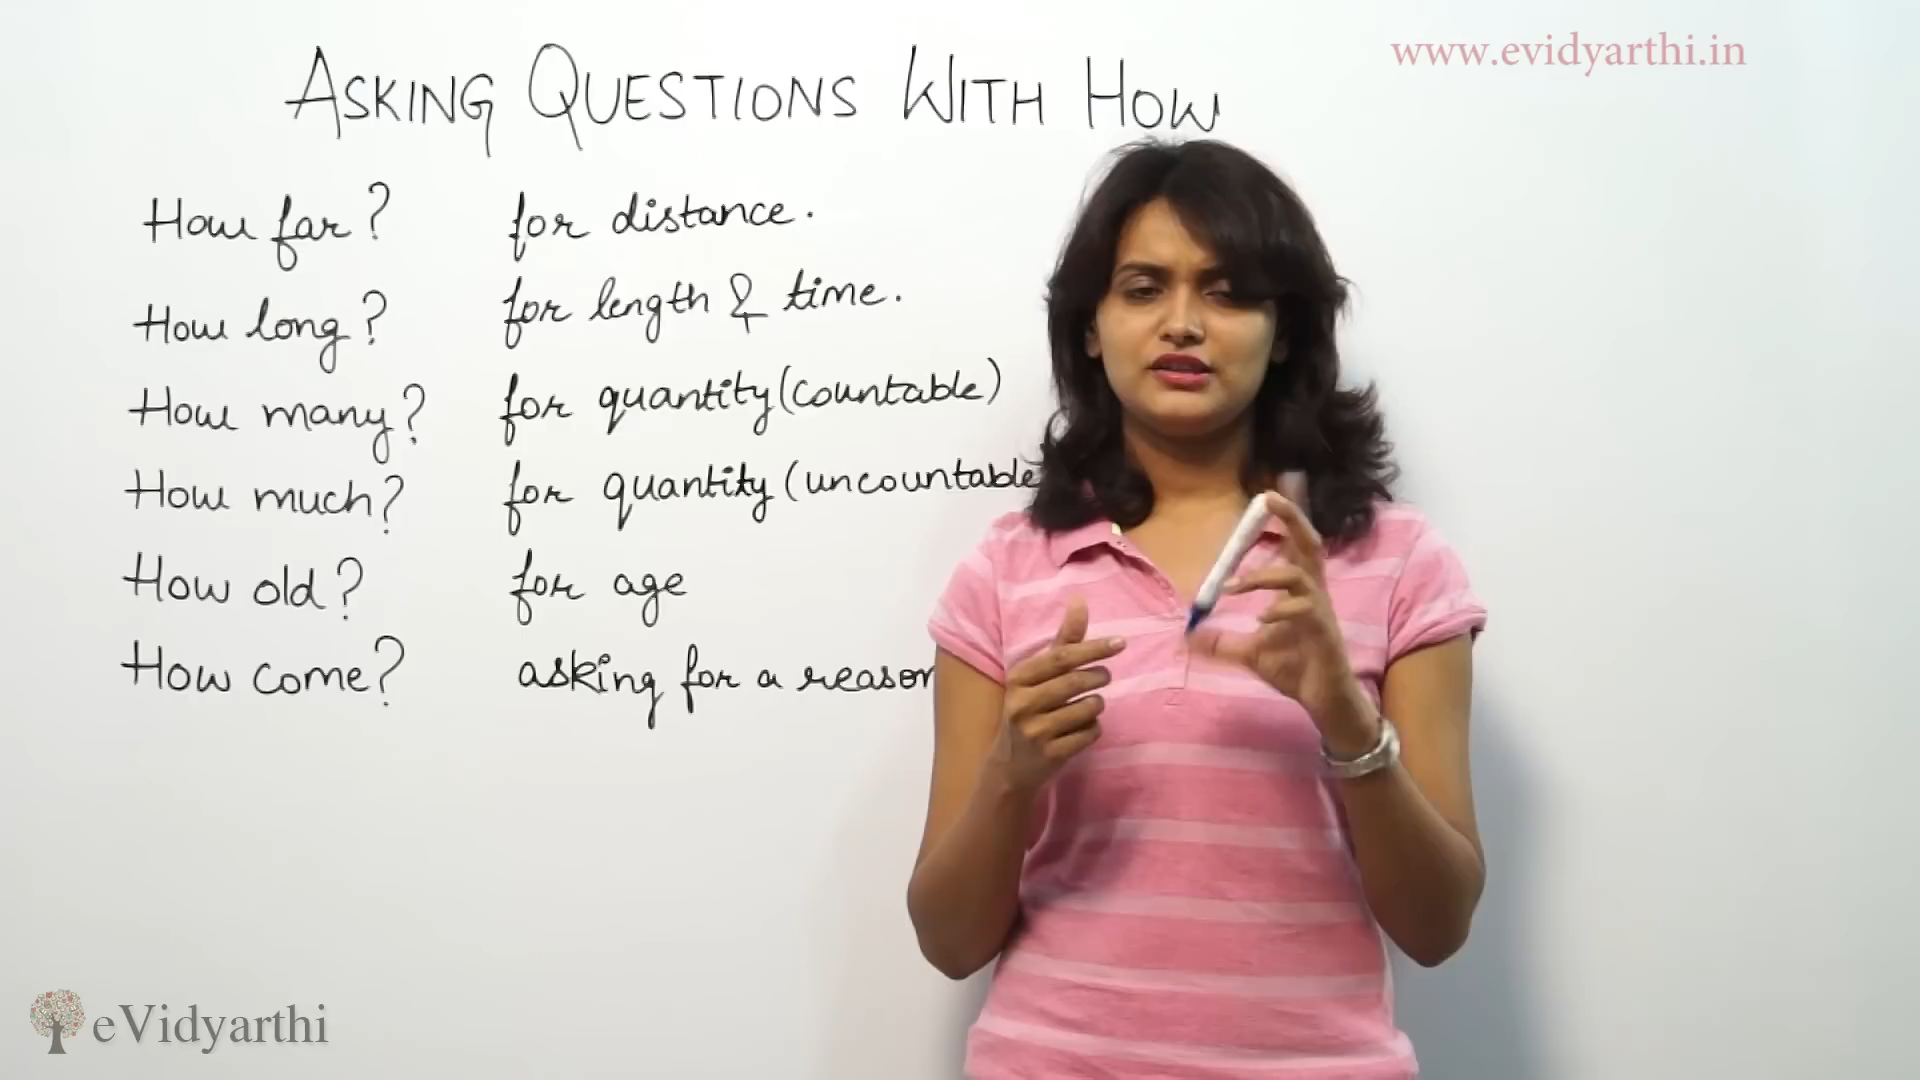 www.evidyarthi.in
ASKING QUESTIONS WITH HOW
How far? for distance.
How long? for length & time.
How many? for quantity (countable)
How much? for quantity (uncountable
How old? for age
How come? asking for a reason
eVidyarthi